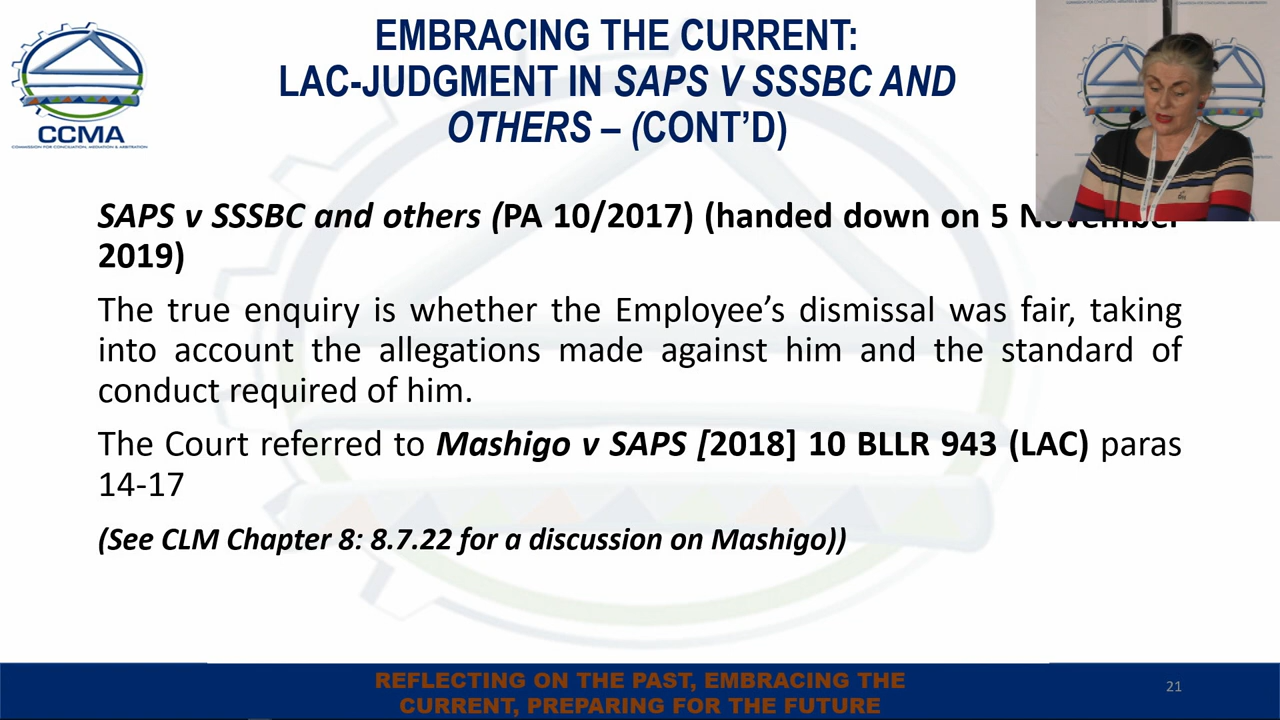 EMBRACING THE CURRENT:
LAC-JUDGMENT IN SAPS V SSSBC AND
OTHERS – (CONT'D)
CCMA
COMMISSION FOR CONCILIATION, MEDIATION & ARBITRATION
SAPS v SSSBC and others (PA 10/2017) (handed down on 5 November
2019)
The true enquiry is whether the Employee’s dismissal was fair, taking
into account the allegations made against him and the standard of
conduct required of him.
The Court referred to Mashigo v SAPS [2018] 10 BLLR 943 (LAC) paras
14-17
(See CLM Chapter 8: 8.7.22 for a discussion on Mashigo))
REFLECTING ON THE PAST, EMBRACING THE
CURRENT, PREPARING FOR THE FUTURE
21